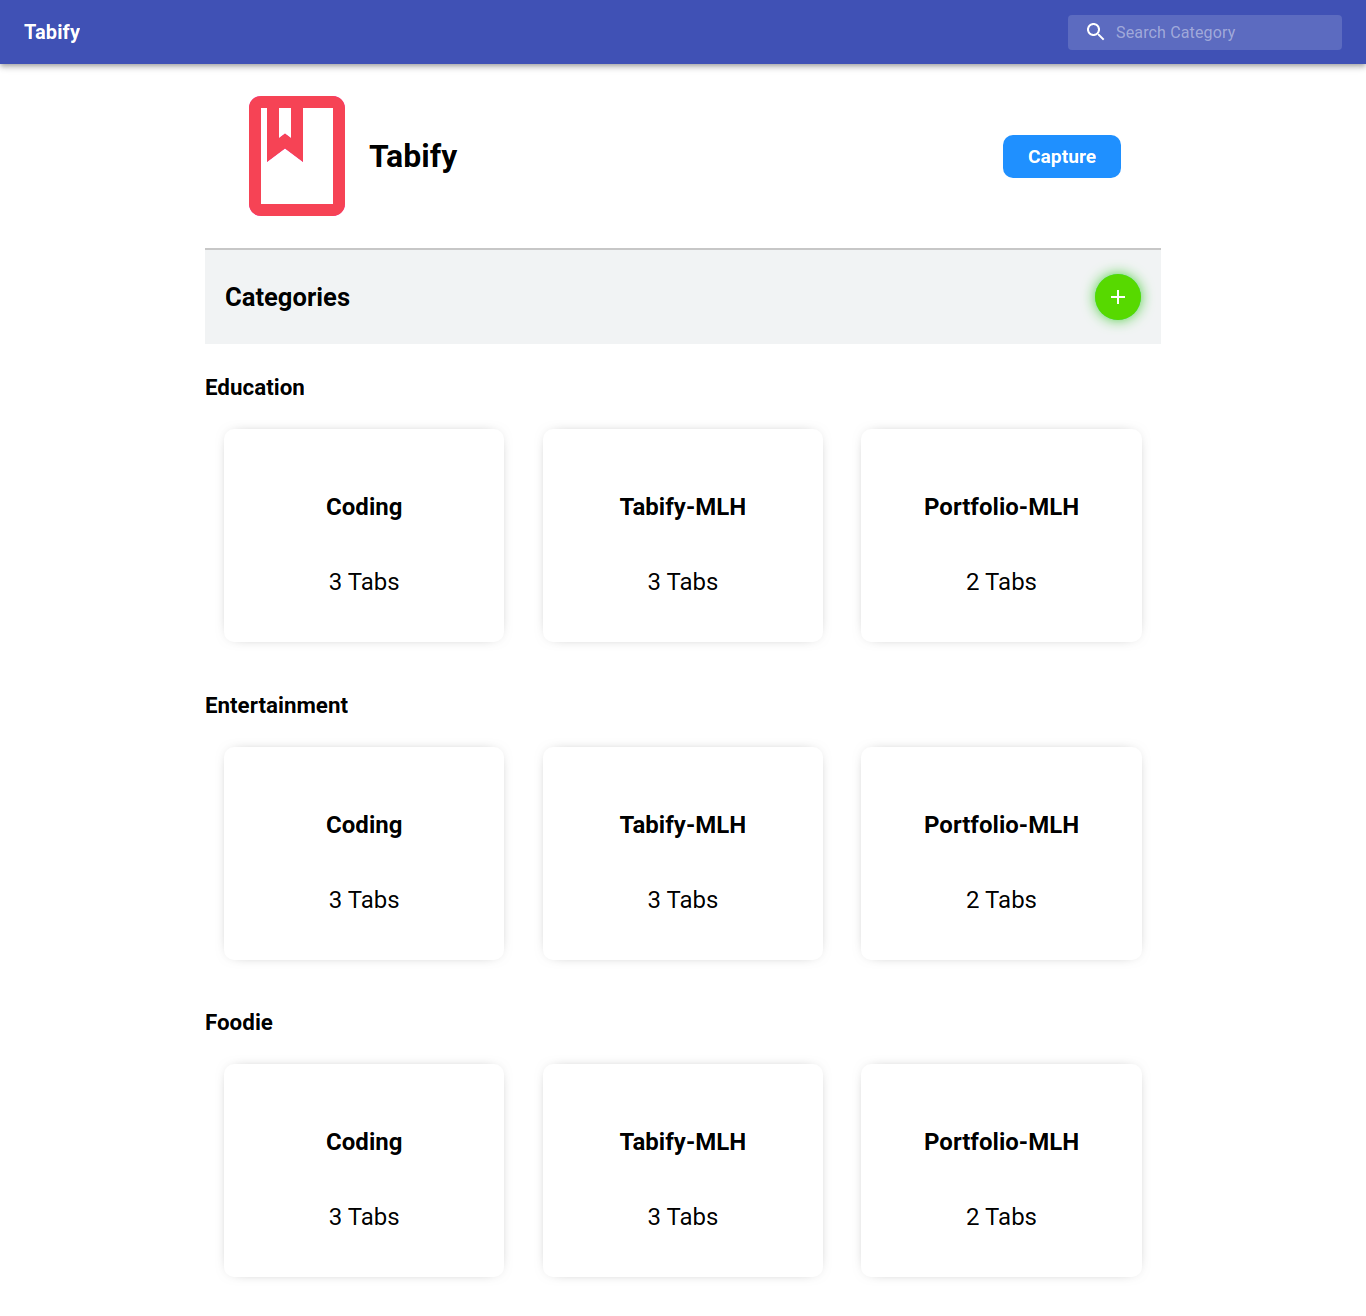 Tabify
Search Category
Tabify
Capture
Categories
+
Education
Coding
Tabify-MLH
Portfolio-MLH
3 Tabs
3 Tabs
2 Tabs
Entertainment
Coding
Tabify-MLH
Portfolio-MLH
3 Tabs
3 Tabs
2 Tabs
Foodie
Coding
Tabify-MLH
Portfolio-MLH
3 Tabs
3 Tabs
2 Tabs